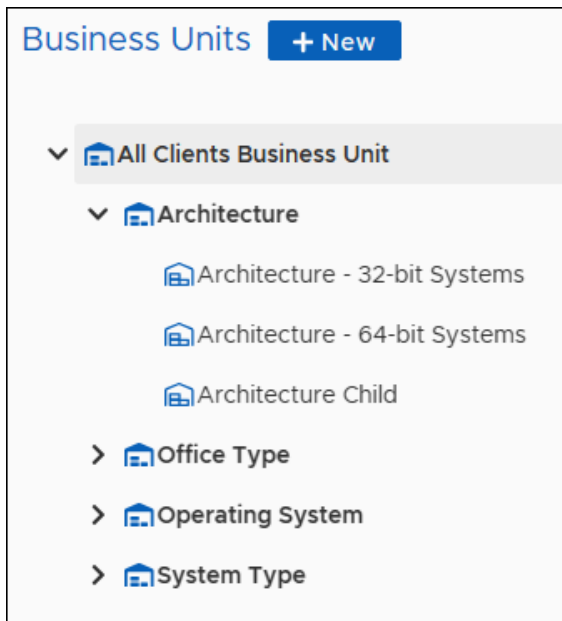 Business Units + New
All Clients Business Unit
Architecture
Architecture - 32-bit Systems
Architecture - 64-bit Systems
Architecture Child
Office Type
Operating System
System Type